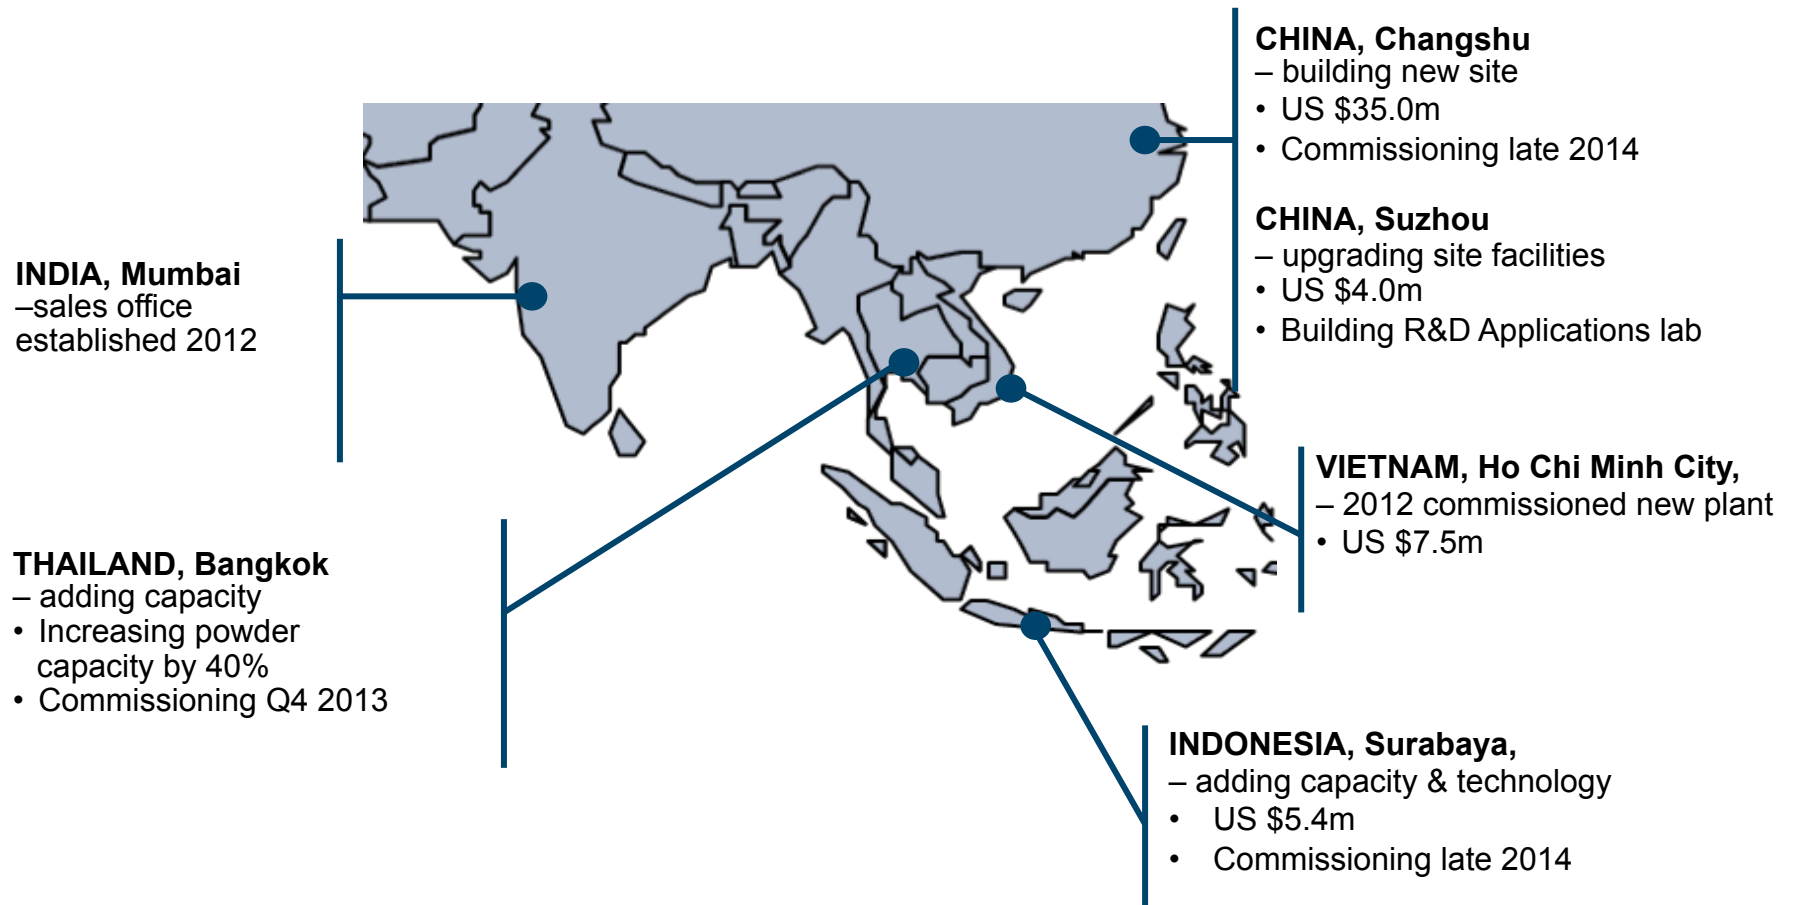 CHINA, Changshu
– building new site
• US $35.0m
• Commissioning late 2014
CHINA, Suzhou
– upgrading site facilities
• US $4.0m
• Building R&D Applications lab
INDIA, Mumbai
–sales office
established 2012
VIETNAM, Ho Chi Minh City,
– 2012 commissioned new plant
• US $7.5m
THAILAND, Bangkok
– adding capacity
• Increasing powder
capacity by 40%
• Commissioning Q4 2013
INDONESIA, Surabaya,
– adding capacity & technology
• US $5.4m
• Commissioning late 2014